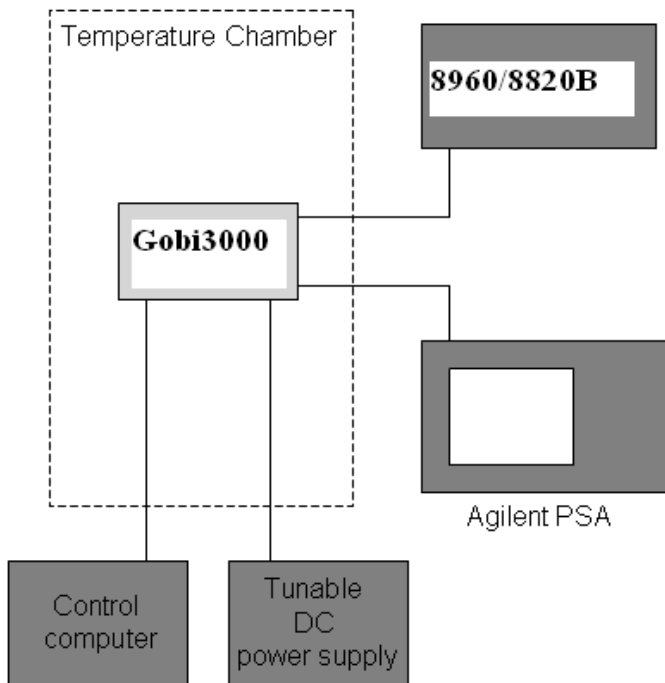 Temperature Chamber
8960/8820B
Gobi3000
Agilent PSA
Control
computer
Tunable
DC
power supply